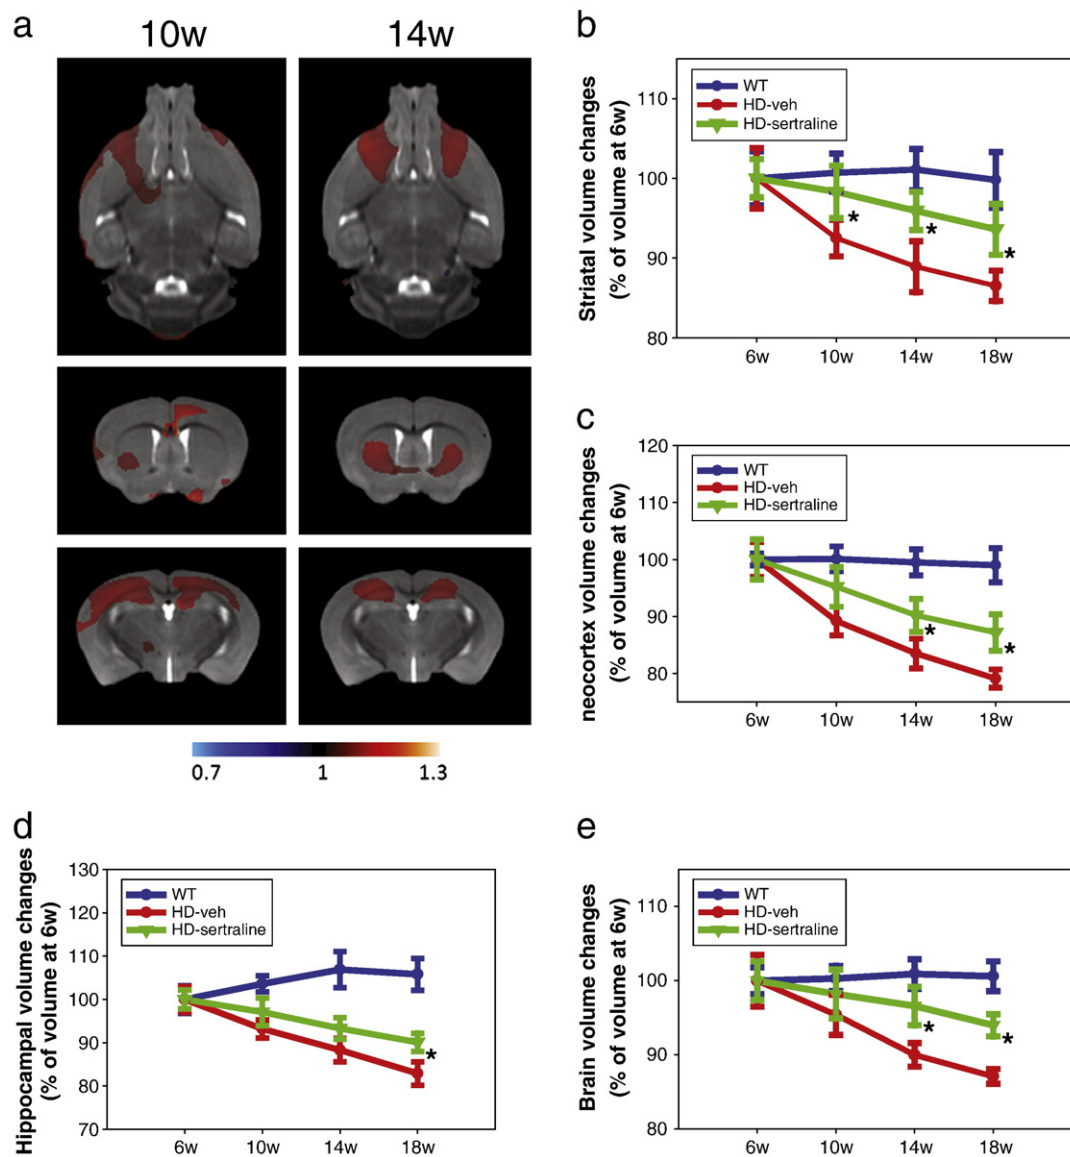 a
10w
14w
0.7
1
1.3
b
Striatal volume changes
(% of volume at 6w)
110
100
90
80
WT
HD-veh
HD-sertraline
*
*
*
6w
10w
14w
18w
c
neocortex volume changes
(% of volume at 6w)
120
110
100
90
80
WT
HD-veh
HD-sertraline
*
*
6w
10w
14w
18w
d
Hippocampal volume changes
(% of volume at 6w)
130
120
110
100
90
80
70
WT
HD-veh
HD-sertraline
*
6w
10w
14w
18w
e
Brain volume changes
(% of volume at 6w)
110
100
90
80
WT
HD-veh
HD-sertraline
*
*
6w
10w
14w
18w